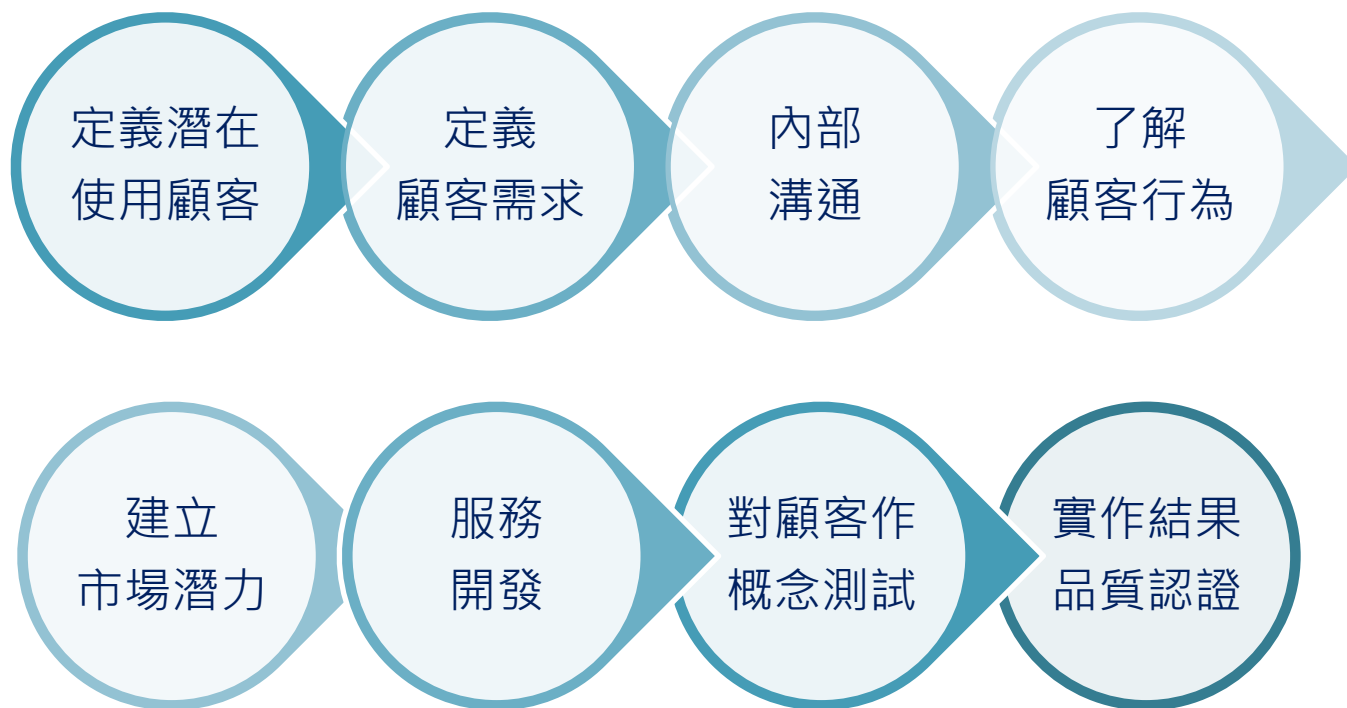 定義潛在
使用顧客
定義
顧客需求
內部
溝通
了解
顧客行為
建立
市場潛力
服務
開發
對顧客作
概念測試
實作結果
品質認證